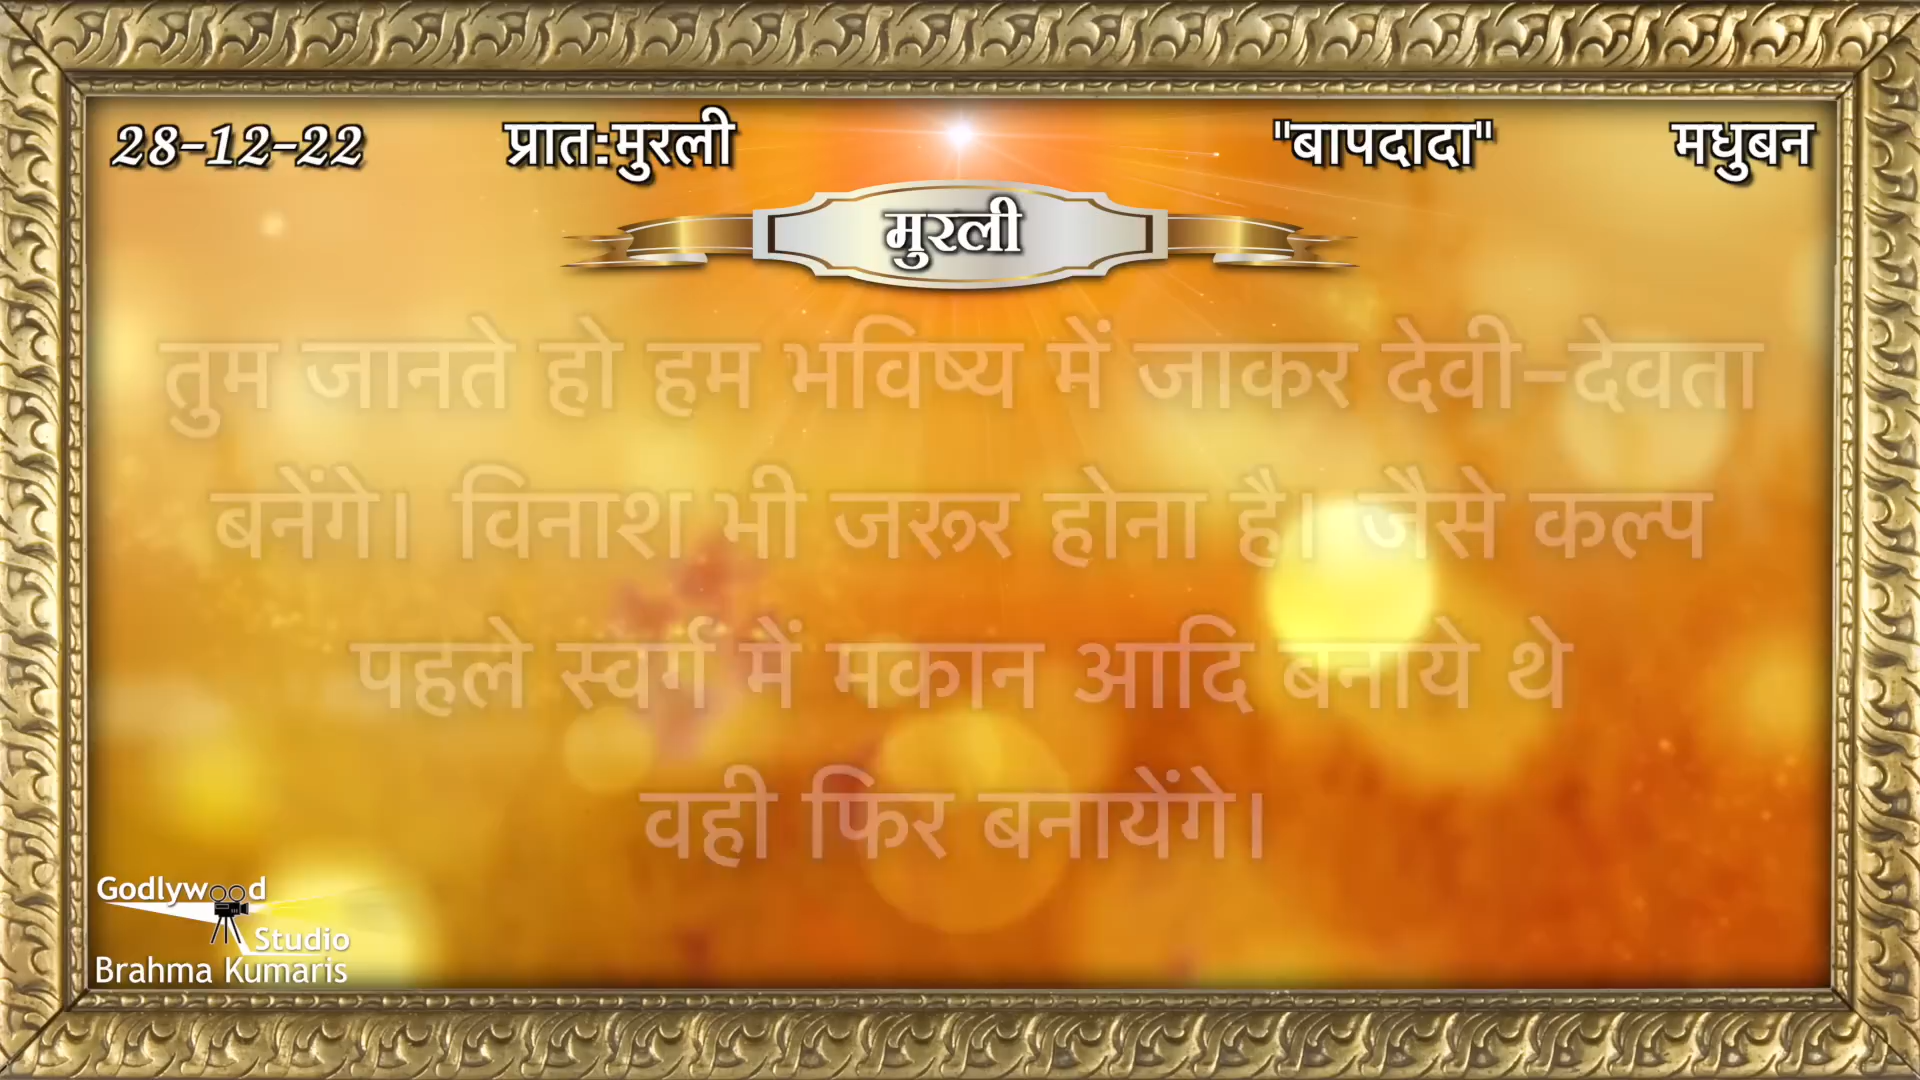 28-12-22 प्रात:मुरली "बापदादा" मधुबन
मुरली
तुम जानते हो हम भविष्य में जाकर देवी-देवता
बनेंगे। विनाश भी जरूर होना है। जैसे कल्प
पहले स्वर्ग में मकान आदि बनाये थे
वही फिर बनायेंगे।
Godlywood
Studio
Brahma Kumaris